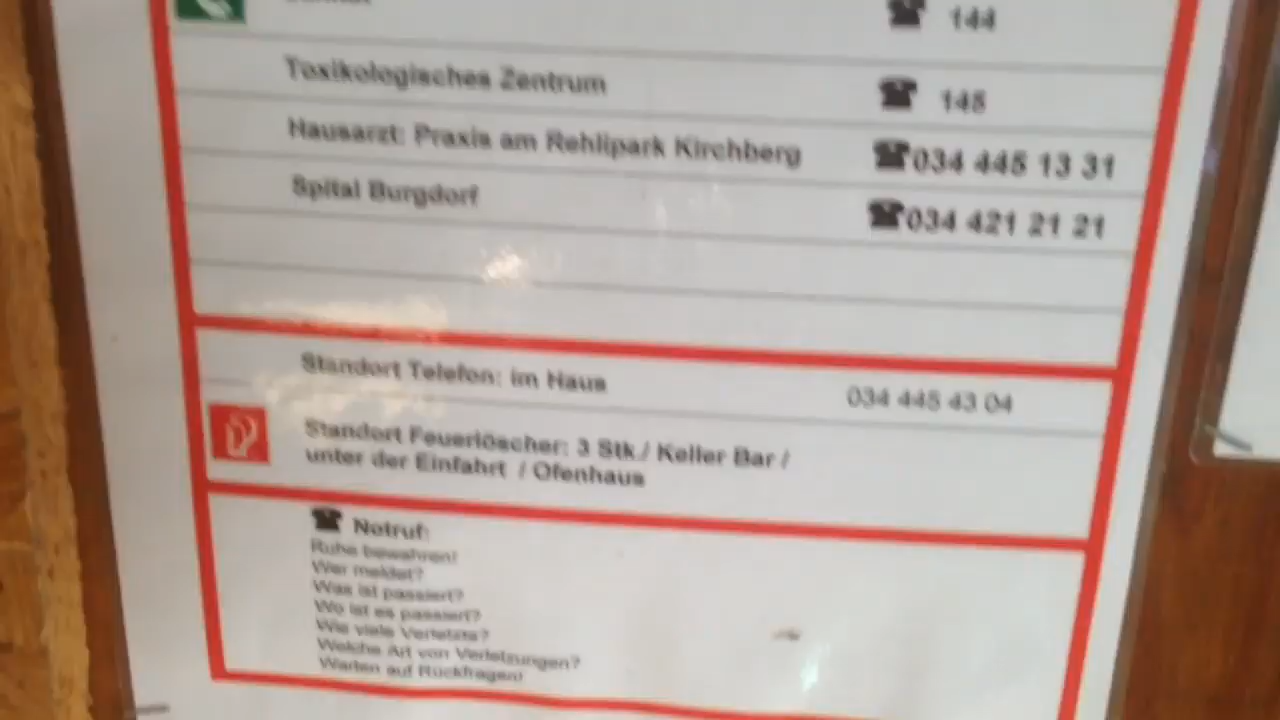 144
Toxikologisches Zentrum ☎ 145
Hausarzt: Praxis am Rehlipark Kirchberg ☎034 445 13 31
Spital Burgdorf ☎034 421 21 21
Standort Telefon: im Haus 034 445 43 04
Standort Feuerlöscher: 3 Stk / Keller Bar /
unter der Einfahrt / Ofenhaus
☎ Notruf:
Ruhe bewahren!
Wer meldet?
Was ist passiert?
Wo ist es passiert?
Wie viele Verletzte?
Welche Art von Verletzungen?
Warten auf Rückfragen!